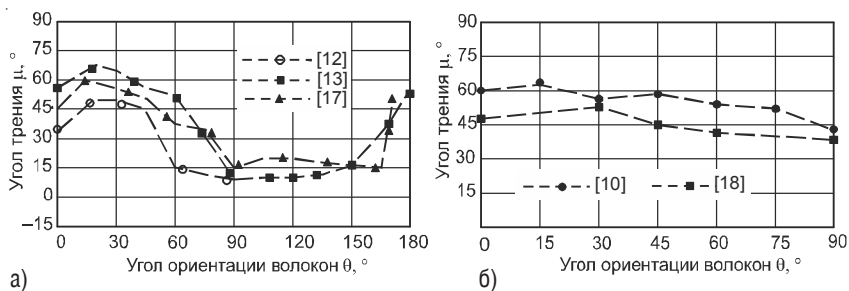 90
75
60
45
30
15
0
–15
Угол трения μ, °
[12]
[13]
[17]
0 30 60 90 120 150 180
Угол ориентации волокон θ, °
а)
90
75
60
45
30
15
Угол трения μ, °
[10] [18]
0 15 30 45 60 75 90
Угол ориентации волокон θ, °
б)